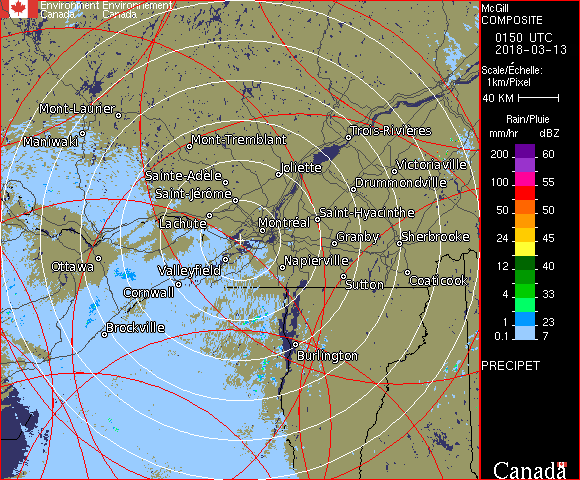 Environment Environnement
Canada Canada
McGill
COMPOSITE
0150 UTC
2018-03-13
Scale/Échelle:
1km/Pixel
40 KM
Rain/Pluie
mm/hr dBZ
200 60
150 57
100 55
50 50
24 45
12 40
4 33
1 23
0.1 7
PRECIPET
Canada
Mont-Laurier
Maniwaki
Mont-Tremblant
Trois-Rivières
Joliette
Victoriaville
Sainte-Adèle
Drummondville
Saint-Jérôme
Lachute
Saint-Hyacinthe
Montréal
Granby
Sherbrooke
Ottawa
Valleyfield
Napierville
Cornwall
Sutton
Coaticook
Brockville
Burlington